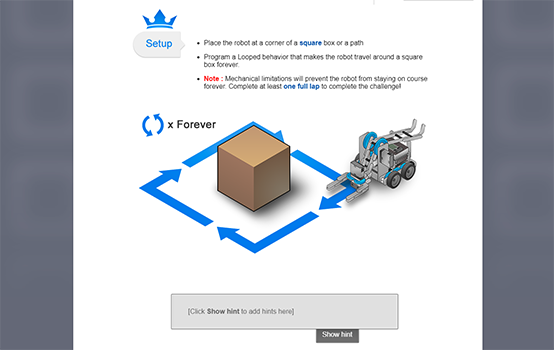 Setup
Place the robot at a corner of a square box or a path
Program a Looped behavior that makes the robot travel around a square
box forever.
Note : Mechanical limitations will prevent the robot from staying on course
forever. Complete at least one full lap to complete the challenge!
x Forever
[Click Show hint to add hints here]
Show hint